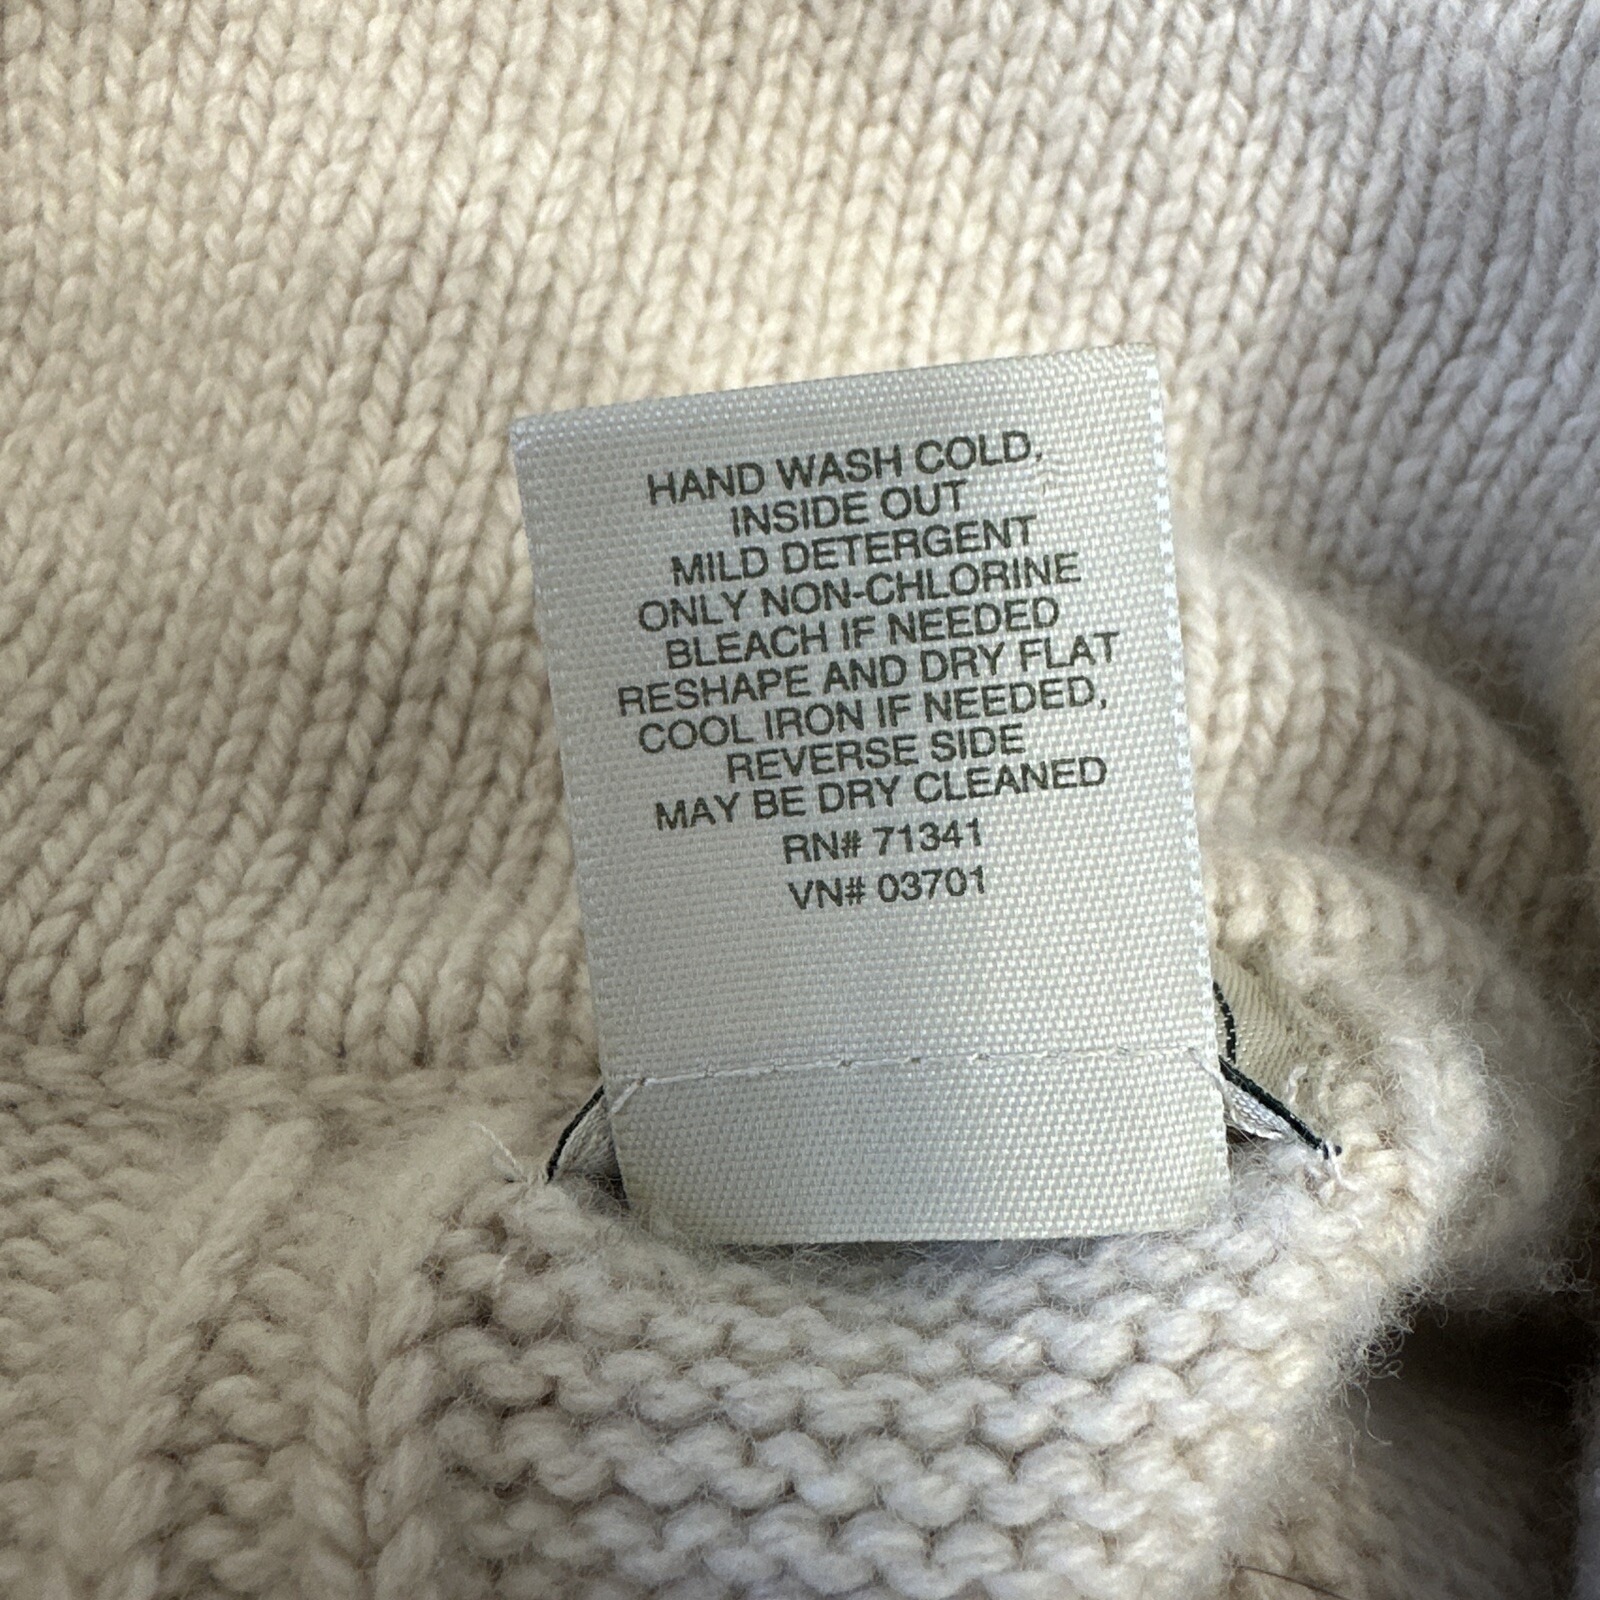 HAND WASH COLD,
INSIDE OUT
MILD DETERGENT
ONLY NON-CHLORINE
BLEACH IF NEEDED
RESHAPE AND DRY FLAT
COOL IRON IF NEEDED,
REVERSE SIDE
MAY BE DRY CLEANED
RN# 71341
VN# 03701